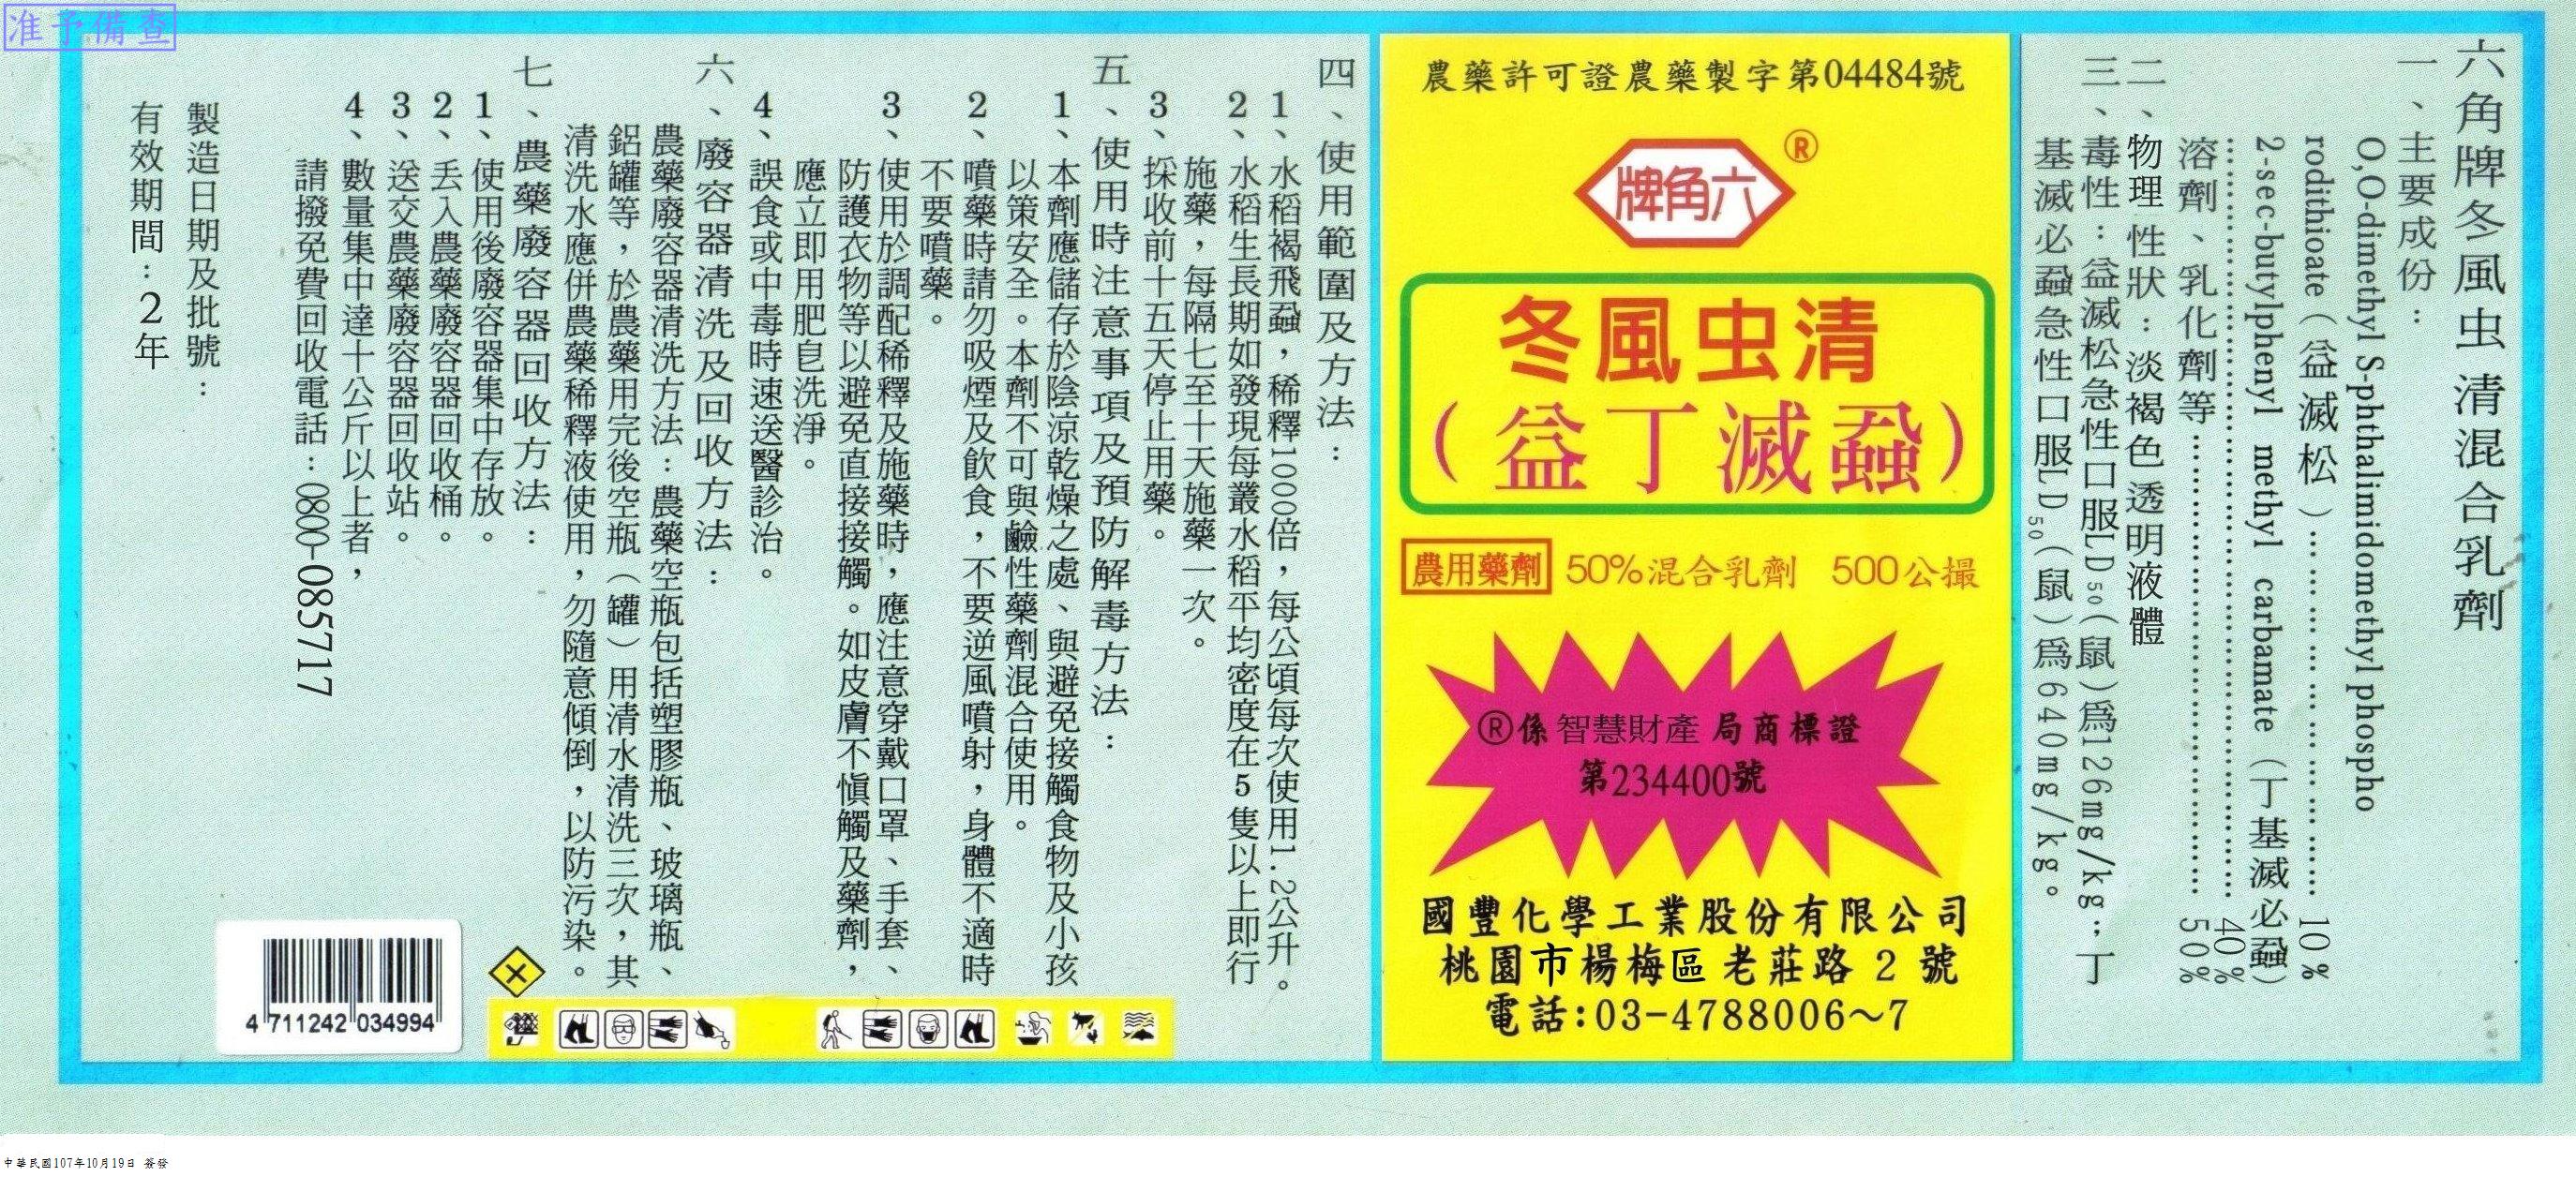 准予備查
六角牌冬風虫清混合乳劑
一、主要成份：
O,O-dimethyl S-phthalimidomethyl phospho
rodithioate（益滅松）………………………… 10%
2-sec-butylphenyl methyl carbamate（丁基滅必蝨）
………………………………………… 40%
溶劑、乳化劑等………………………… 50%
二、物理性狀：淡褐色透明液體
三、毒性：益滅松急性口服LD50（鼠）為126mg/kg；丁
基滅必蝨急性口服LD50（鼠）為640mg/kg。
農藥許可證農藥製字第04484號
牌角六
®
冬風虫清
（益丁滅蝨）
農用藥劑 50%混合乳劑 500公撮
®係智慧財產局商標證
第234400號
國豐化學工業股份有限公司
桃園市楊梅區老莊路 2 號
電話:03-4788006～7
四、使用範圍及方法：
1、水稻褐飛蝨，稀釋1000倍，每公頃每次使用1.2公升。
2、水稻生長期如發現每叢水稻平均密度在5隻以上即行
施藥，每隔七至十天施藥一次。
3、採收前十五天停止用藥。
五、使用時注意事項及預防解毒方法：
1、本劑應儲存於陰涼乾燥之處、與避免接觸食物及小孩
以策安全。本劑不可與鹼性藥劑混合使用。
2、噴藥時請勿吸煙及飲食，不要逆風噴射，身體不適時
不要噴藥。
3、使用於調配稀釋及施藥時，應注意穿戴口罩、手套、
防護衣物等以避免直接接觸。如皮膚不慎觸及藥劑，
應立即用肥皂洗淨。
4、誤食或中毒時速送醫診治。
六、廢容器清洗及回收方法：
農藥廢容器清洗方法：農藥空瓶包括塑膠瓶、玻璃瓶、
鋁罐等，於農藥用完後空瓶（罐）用清水清洗三次，其
清洗水應併農藥稀釋液使用，勿隨意傾倒，以防污染。
七、農藥廢容器回收方法：
1、使用後廢容器集中存放。
2、丟入農藥廢容器回收桶。
3、送交農藥廢容器回收站。
4、數量集中達十公斤以上者，
請撥免費回收電話：0800-085717
製造日期及批號：
有效期間：2年
4 711242 034994
中華民國107年10月19日 簽發